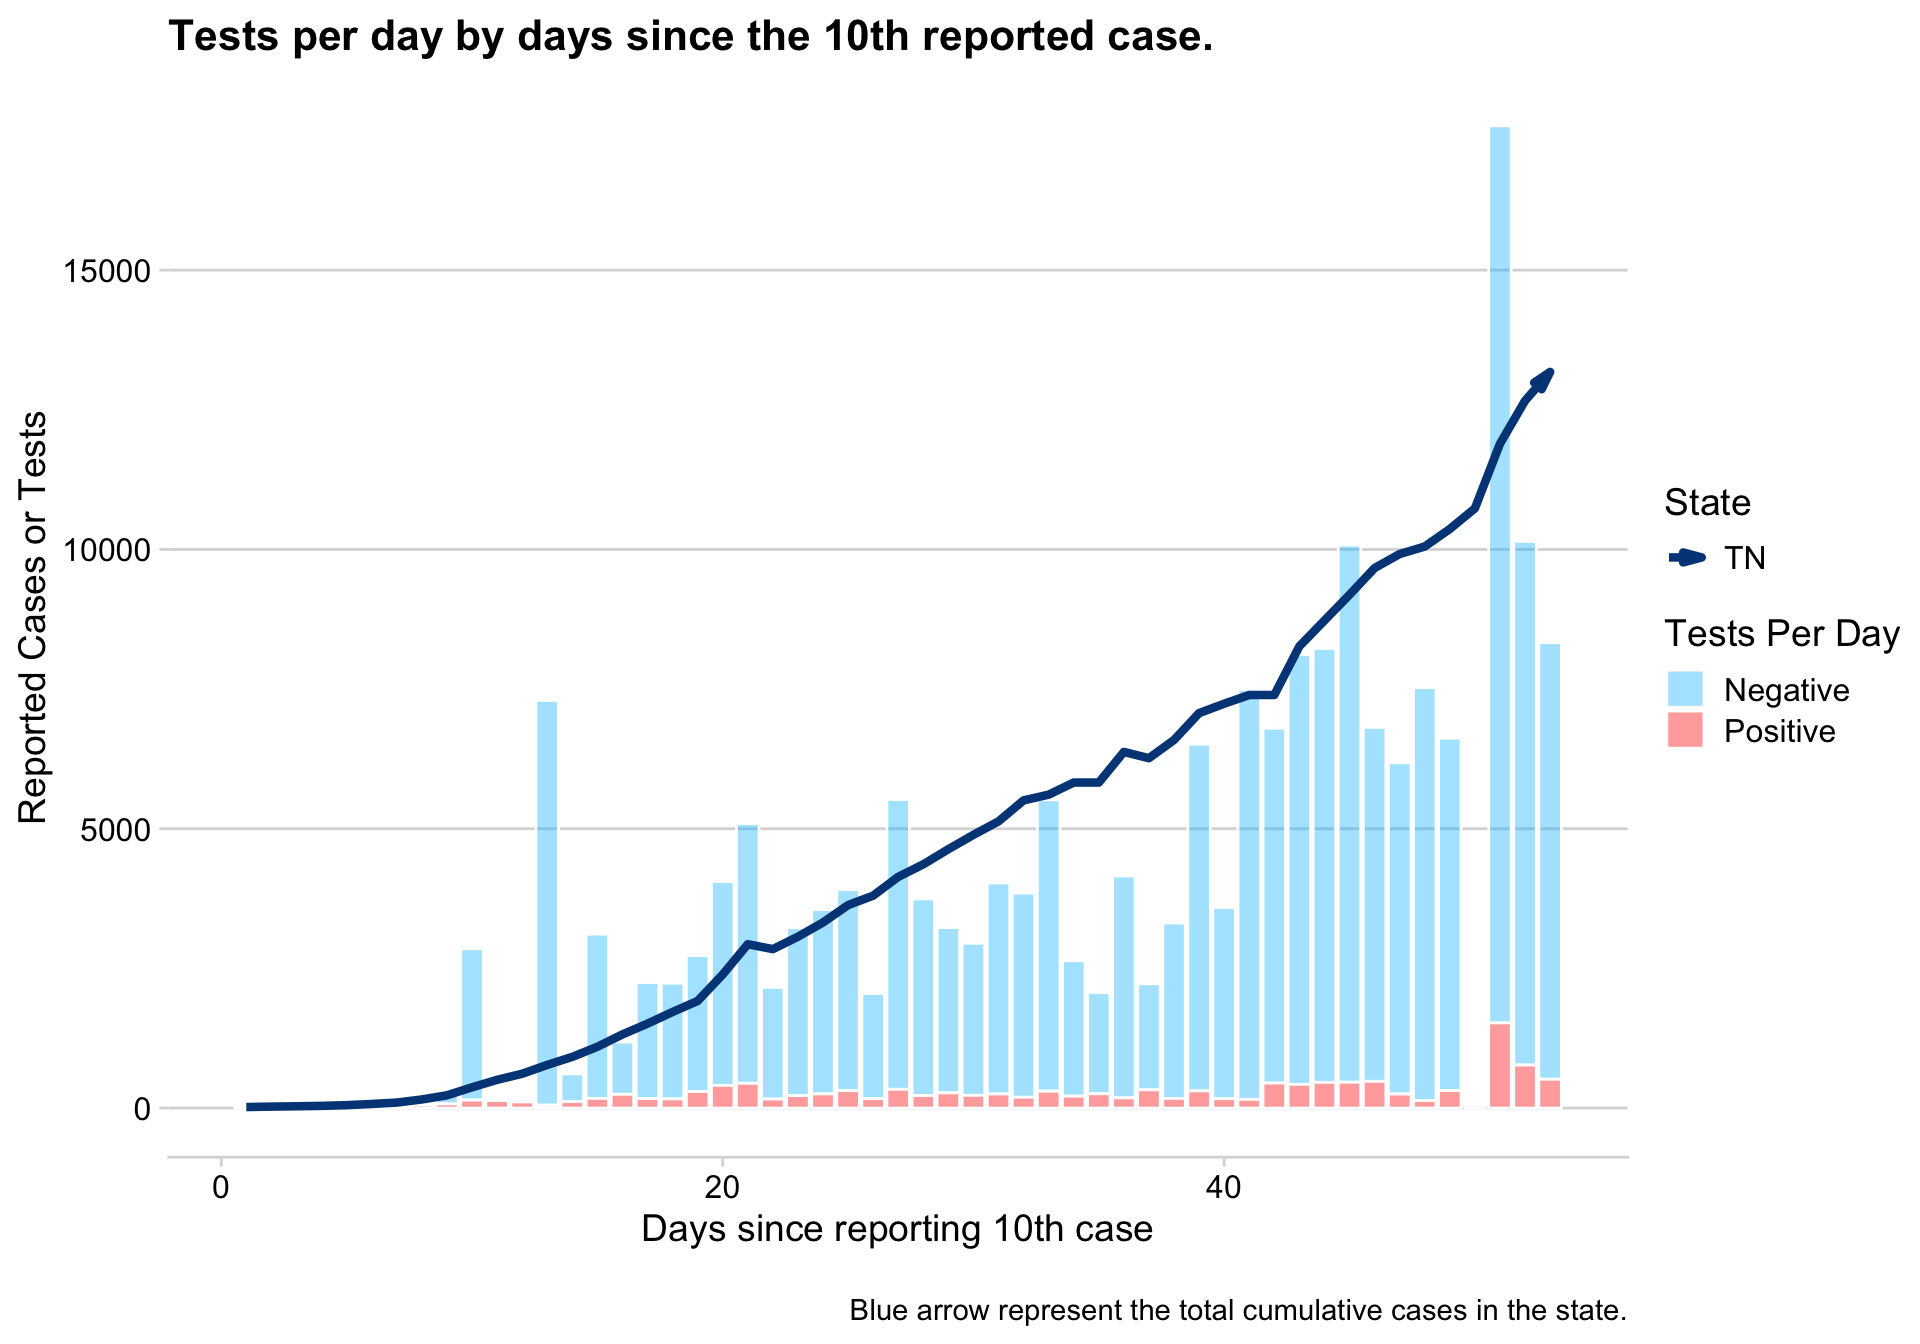 Tests per day by days since the 10th reported case.
Reported Cases or Tests
15000
10000
5000
0
0
20
40
Days since reporting 10th case
State
TN
Tests Per Day
Negative
Positive
Blue arrow represent the total cumulative cases in the state.